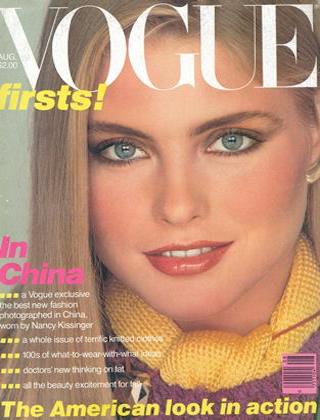 VOGUE
AUG.
$2.00
firsts!
In
China
a Vogue exclusive
the best new fashion
photographed in China,
worn by Nancy Kissinger
a whole issue of terrific knitted clothes
100s of what-to-wear-with-what ideas
doctors' new thinking on fat
all the beauty excitement for fall
The American look in action